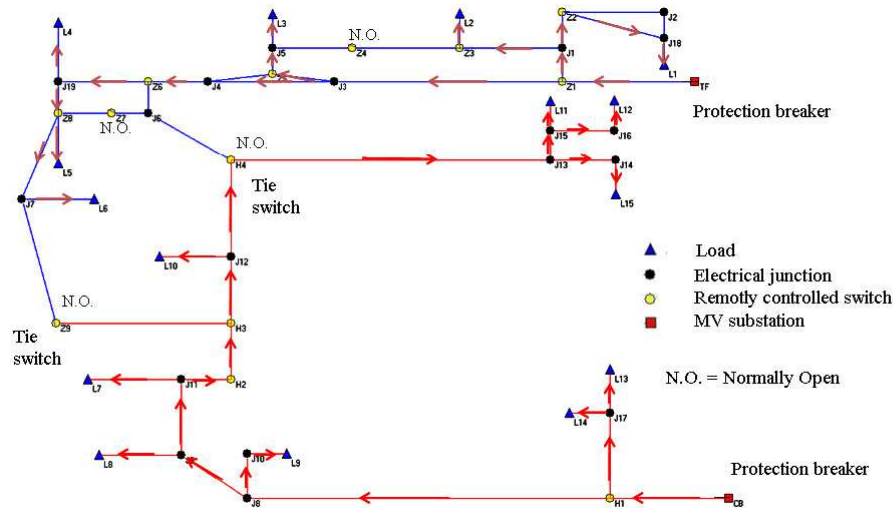 L4
L3
N.O.
L2
Z2
J2
J18
L1
J5
Z4
Z3
J1
J19
Z6
J4
J3
Z1
TF
Protection breaker
Z8
Z7
N.O.
J6
L11
L12
J15
J16
N.O.
H4
J13
J14
L15
L5
Tie
switch
J7
L6
L10
J12
Load
Electrical junction
Remotly controlled switch
MV substation
N.O.
Z9
H3
Tie
switch
L7
J11
H2
L13
N.O. = Normally Open
L14
J17
L8
J10
L9
Protection breaker
J8
H1
CB